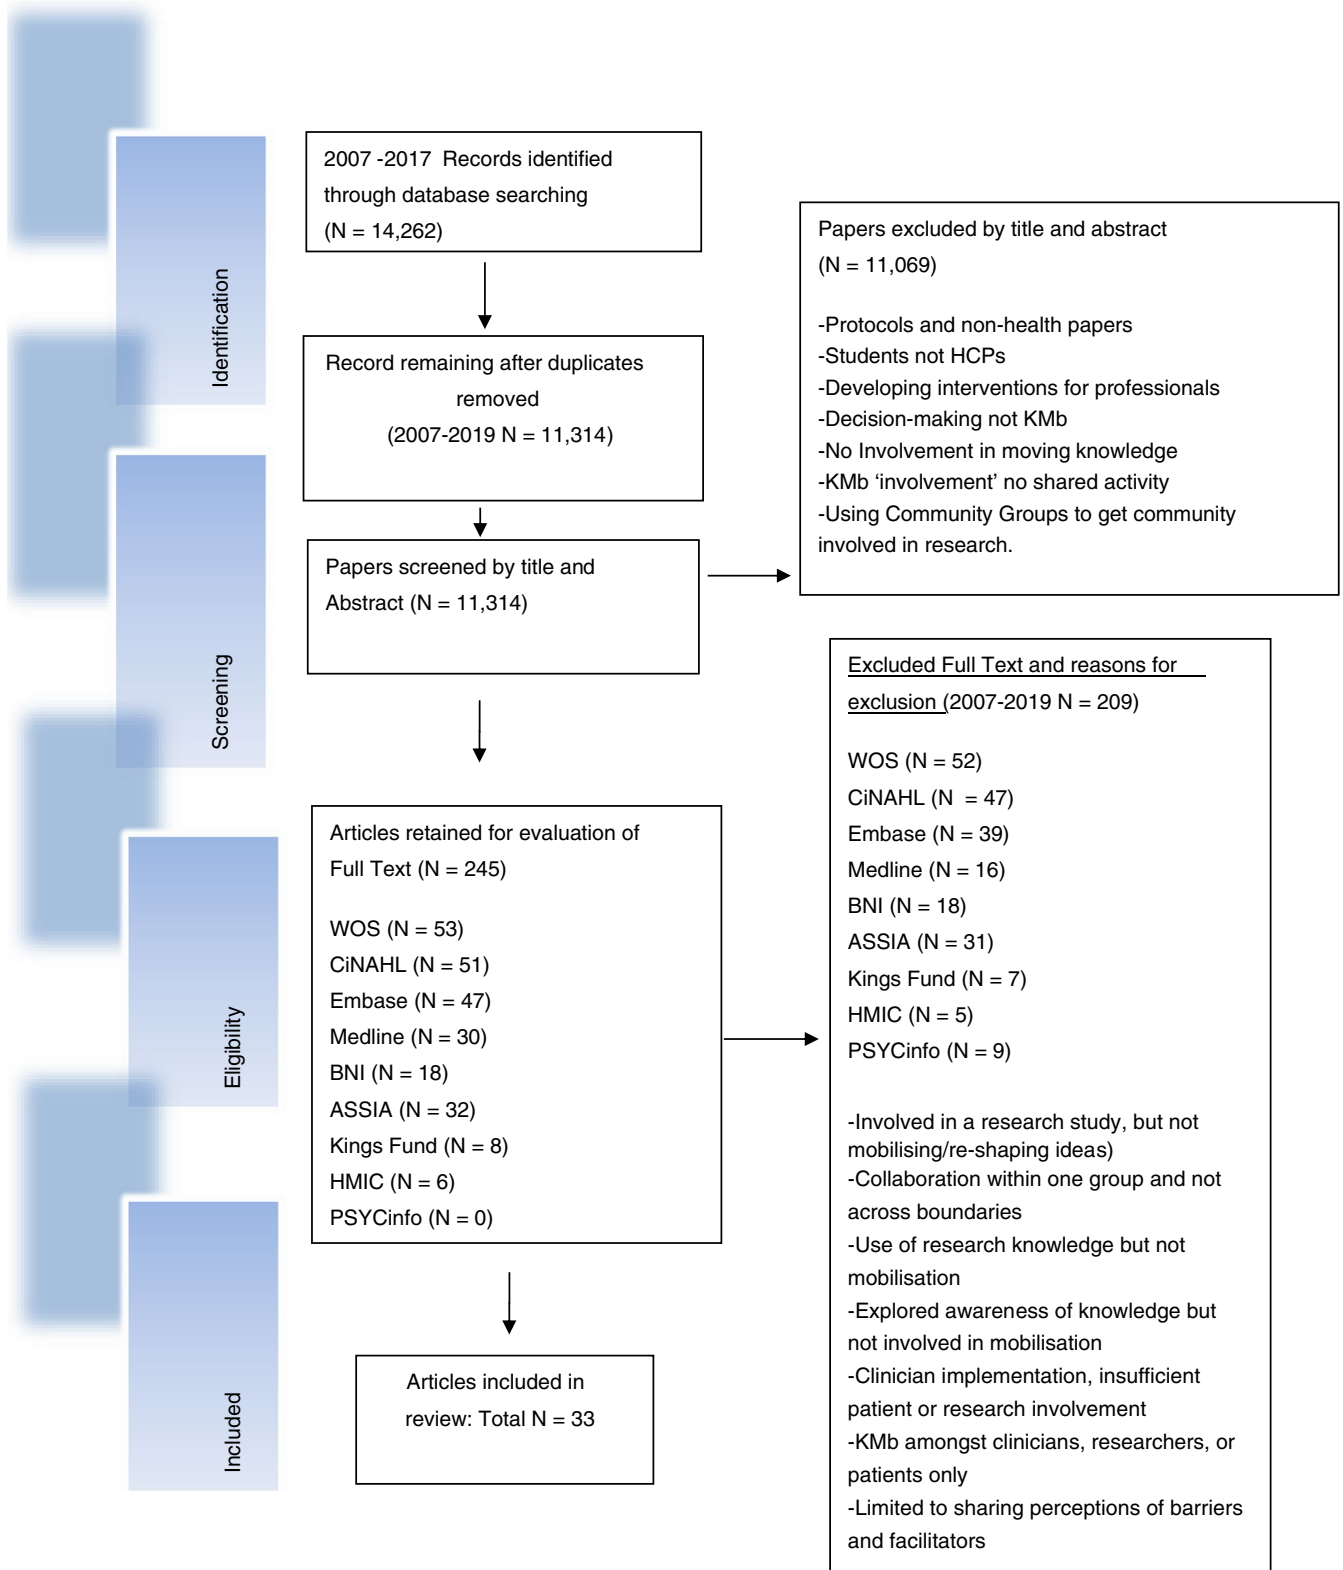 Identification
2007 -2017  Records identified
through database searching
(N = 14,262)
Record remaining after duplicates
removed
(2007-2019 N = 11,314)
Papers excluded by title and abstract
(N = 11,069)
-Protocols and non-health papers
-Students not HCPs
-Developing interventions for professionals
-Decision-making not KMb
-No Involvement in moving knowledge
-KMb ‘involvement’ no shared activity
-Using Community Groups to get community
involved in research.
Screening
Papers screened by title and
Abstract (N = 11,314)
Eligibility
Articles retained for evaluation of
Full Text (N = 245)
WOS (N = 53)
CiNAHL (N = 51)
Embase (N = 47)
Medline (N = 30)
BNI (N = 18)
ASSIA (N = 32)
Kings Fund (N = 8)
HMIC (N = 6)
PSYCinfo (N = 0)
Excluded Full Text and reasons for
exclusion (2007-2019 N = 209)
WOS (N = 52)
CiNAHL (N  = 47)
Embase (N = 39)
Medline (N = 16)
BNI (N = 18)
ASSIA (N = 31)
Kings Fund (N = 7)
HMIC (N = 5)
PSYCinfo (N = 9)
-Involved in a research study, but not
mobilising/re-shaping ideas)
-Collaboration within one group and not
across boundaries
-Use of research knowledge but not
mobilisation
-Explored awareness of knowledge but
not involved in mobilisation
-Clinician implementation, insufficient
patient or research involvement
-KMb amongst clinicians, researchers, or
patients only
-Limited to sharing perceptions of barriers
and facilitators
Included
Articles included in
review: Total N = 33